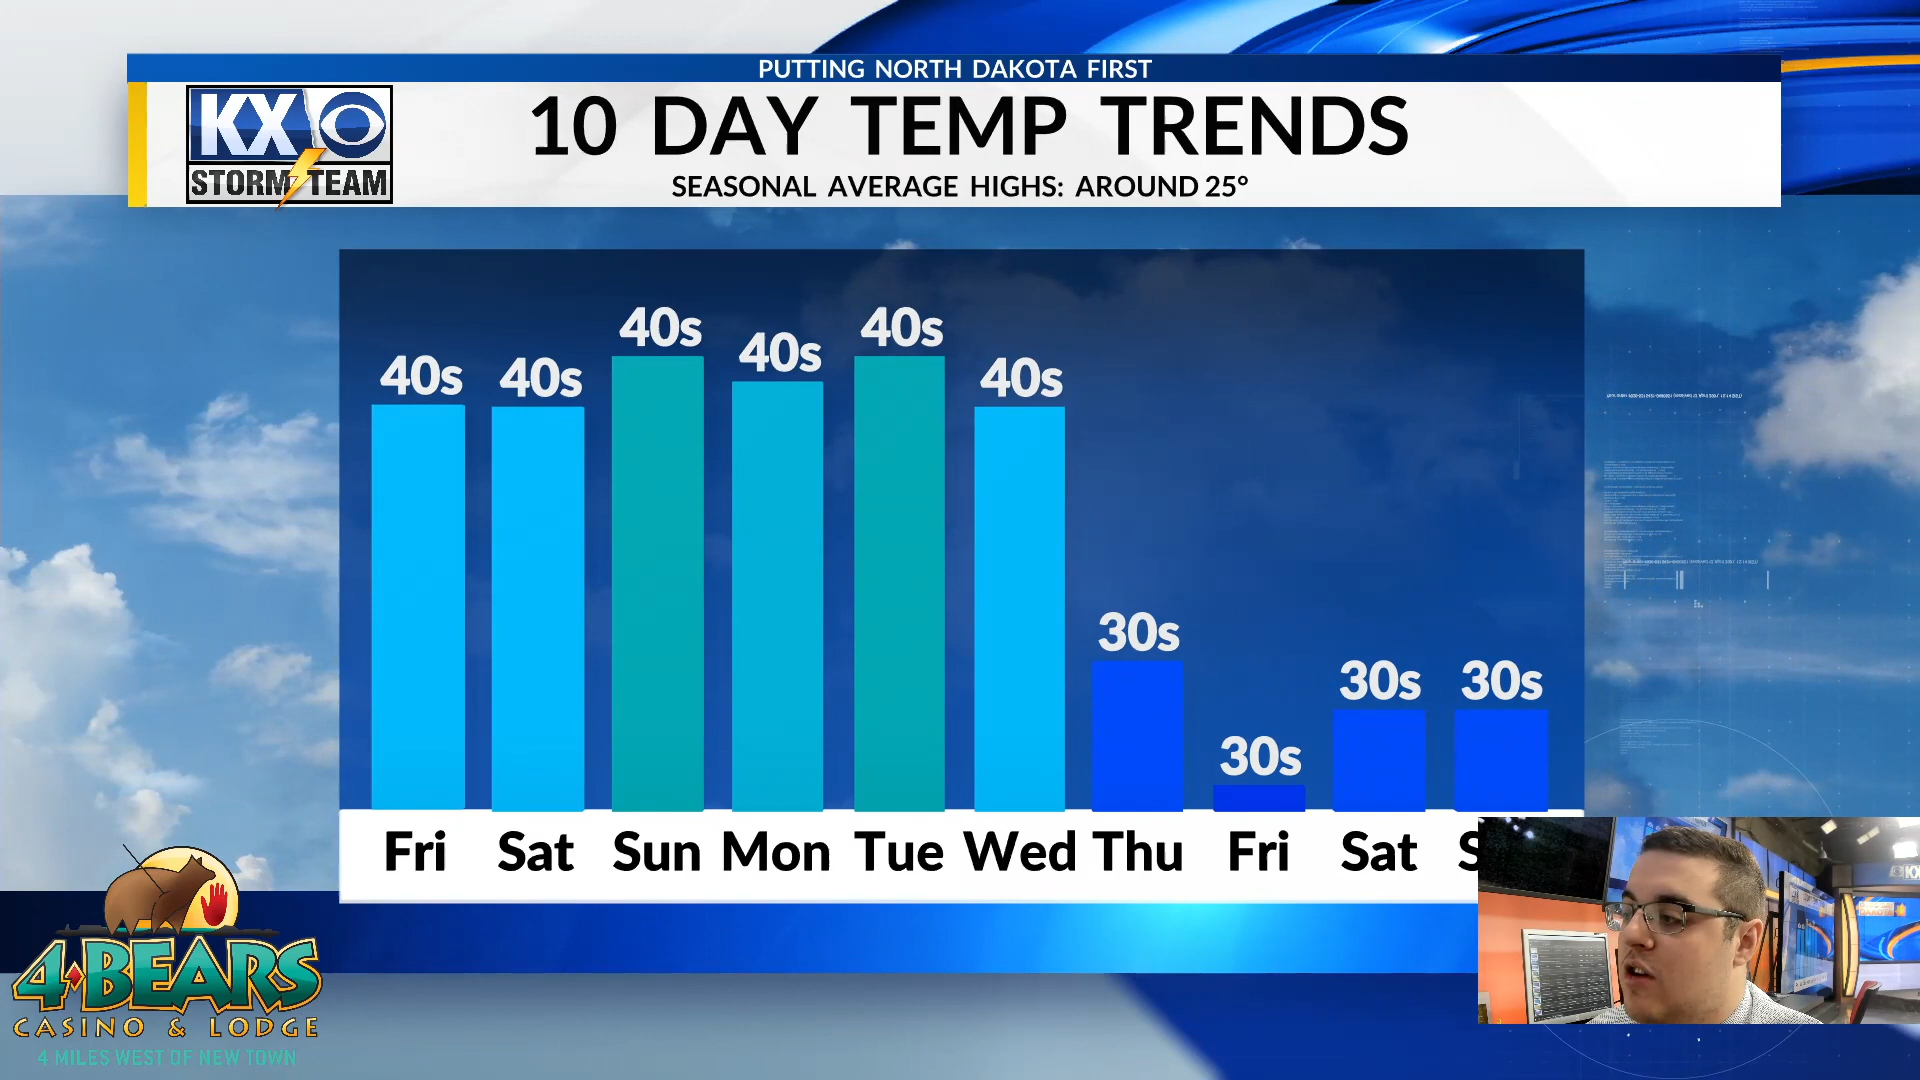 PUTTING NORTH DAKOTA FIRST
KX
STORM TEAM
10 DAY TEMP TRENDS
SEASONAL AVERAGE HIGHS: AROUND 25°
40s 40s 40s 40s 40s 40s 30s 30s 30s 30s
Fri Sat Sun Mon Tue Wed Thu Fri Sat S
4 BEARS
CASINO & LODGE
4 MILES WEST OF NEW TOWN
KX